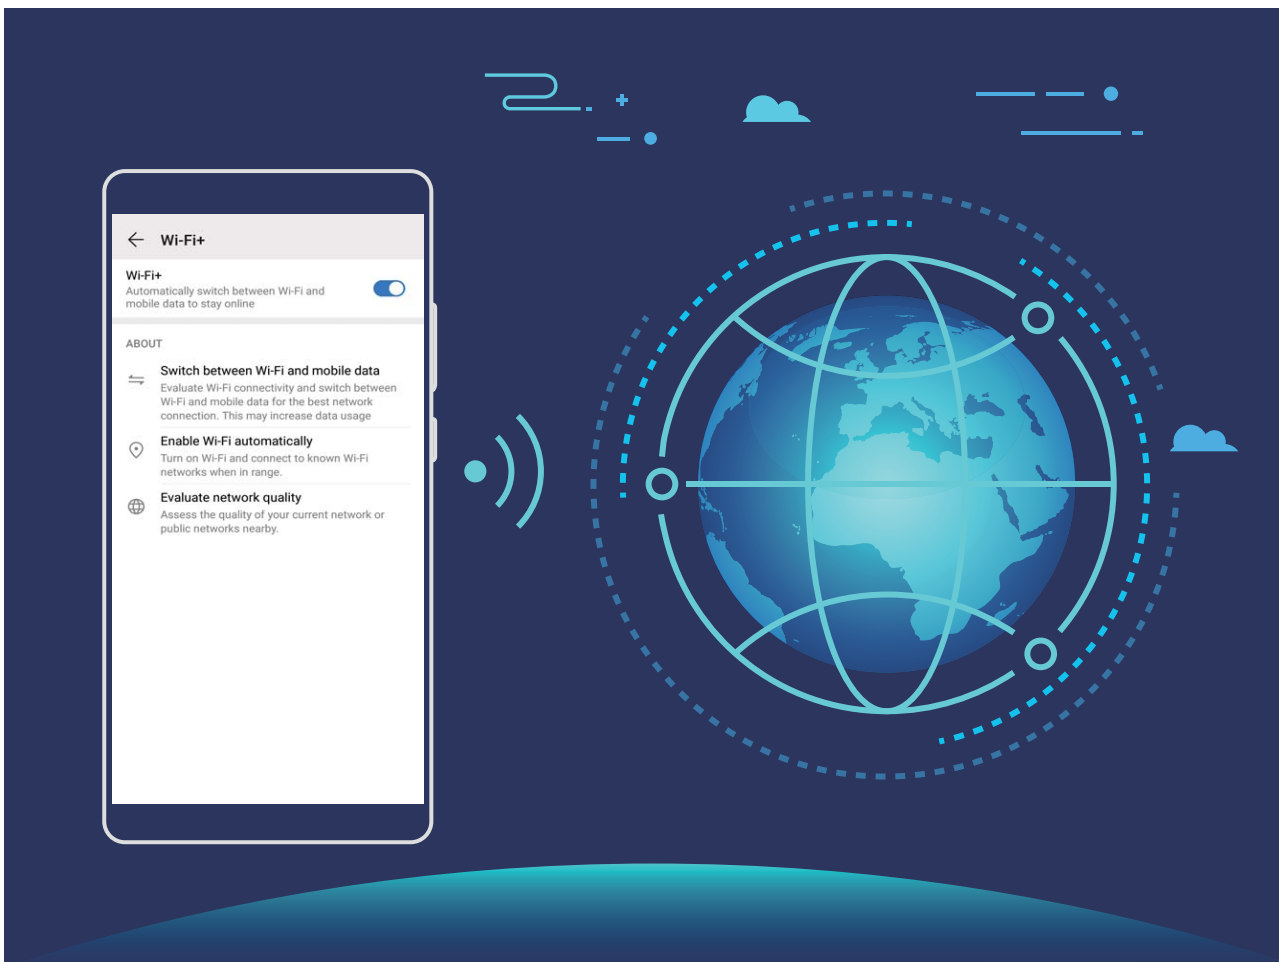 Wi-Fi+
Wi-Fi+
Automatically switch between Wi-Fi and
mobile data to stay online
ABOUT
Switch between Wi-Fi and mobile data
Evaluate Wi-Fi connectivity and switch between
Wi-Fi and mobile data for the best network
connection. This may increase data usage
Enable Wi-Fi automatically
Turn on Wi-Fi and connect to known Wi-Fi
networks when in range.
Evaluate network quality
Assess the quality of your current network or
public networks nearby.